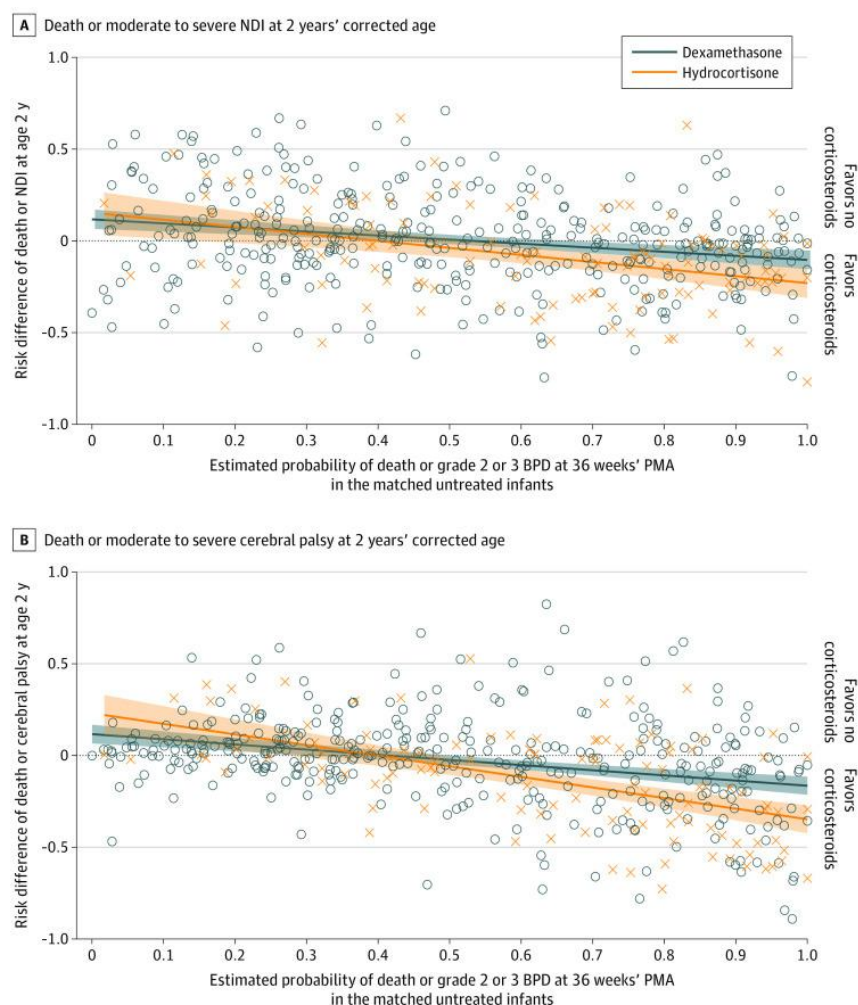 A Death or moderate to severe NDI at 2 years' corrected age
1.0
0.5
0
-0.5
-1.0
Risk difference of death or NDI at age 2 y
Dexamethasone
Hydrocortisone
Favors no
corticosteroids
Favors
corticosteroids
0 0.1 0.2 0.3 0.4 0.5 0.6 0.7 0.8 0.9 1.0
Estimated probability of death or grade 2 or 3 BPD at 36 weeks' PMA
in the matched untreated infants
B Death or moderate to severe cerebral palsy at 2 years' corrected age
1.0
0.5
0
-0.5
-1.0
Risk difference of death or cerebral palsy at age 2 y
Favors no
corticosteroids
Favors
corticosteroids
0 0.1 0.2 0.3 0.4 0.5 0.6 0.7 0.8 0.9 1.0
Estimated probability of death or grade 2 or 3 BPD at 36 weeks' PMA
in the matched untreated infants